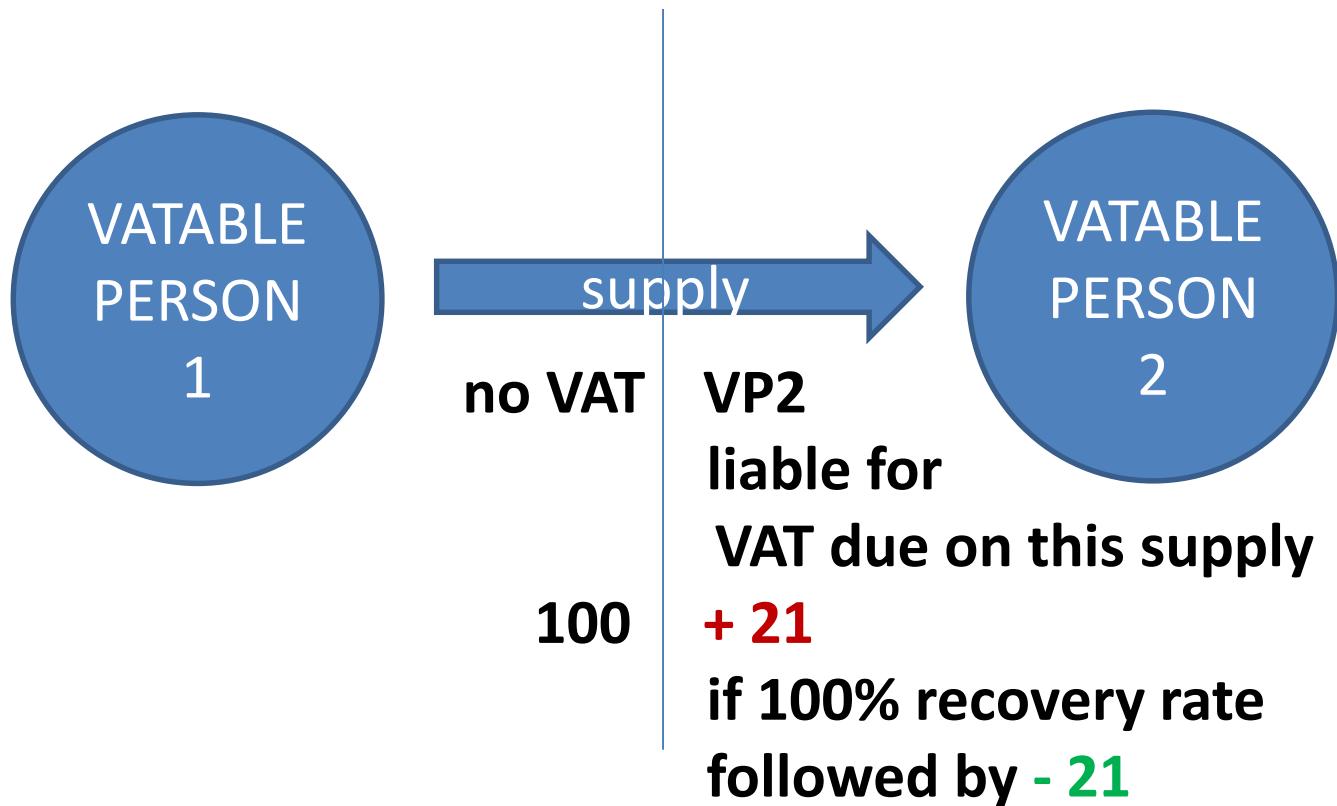 VATABLE
PERSON
1
supply
VATABLE
PERSON
2
no VAT
VP2
liable for
VAT due on this supply
100
+ 21
if 100% recovery rate
followed by - 21